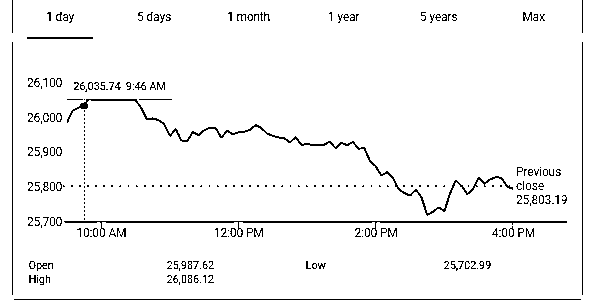 1 day 5 days 1 month 1 year 5 years Max
26,100
26,035.74 9:46 AM
26,000
25,900
25,800
Previous
close
25,803.19
25,700
10:00 AM 12:00 PM 2:00 PM 4:00 PM
Open 25,987.62 Low 25,702.99
High 26,086.12